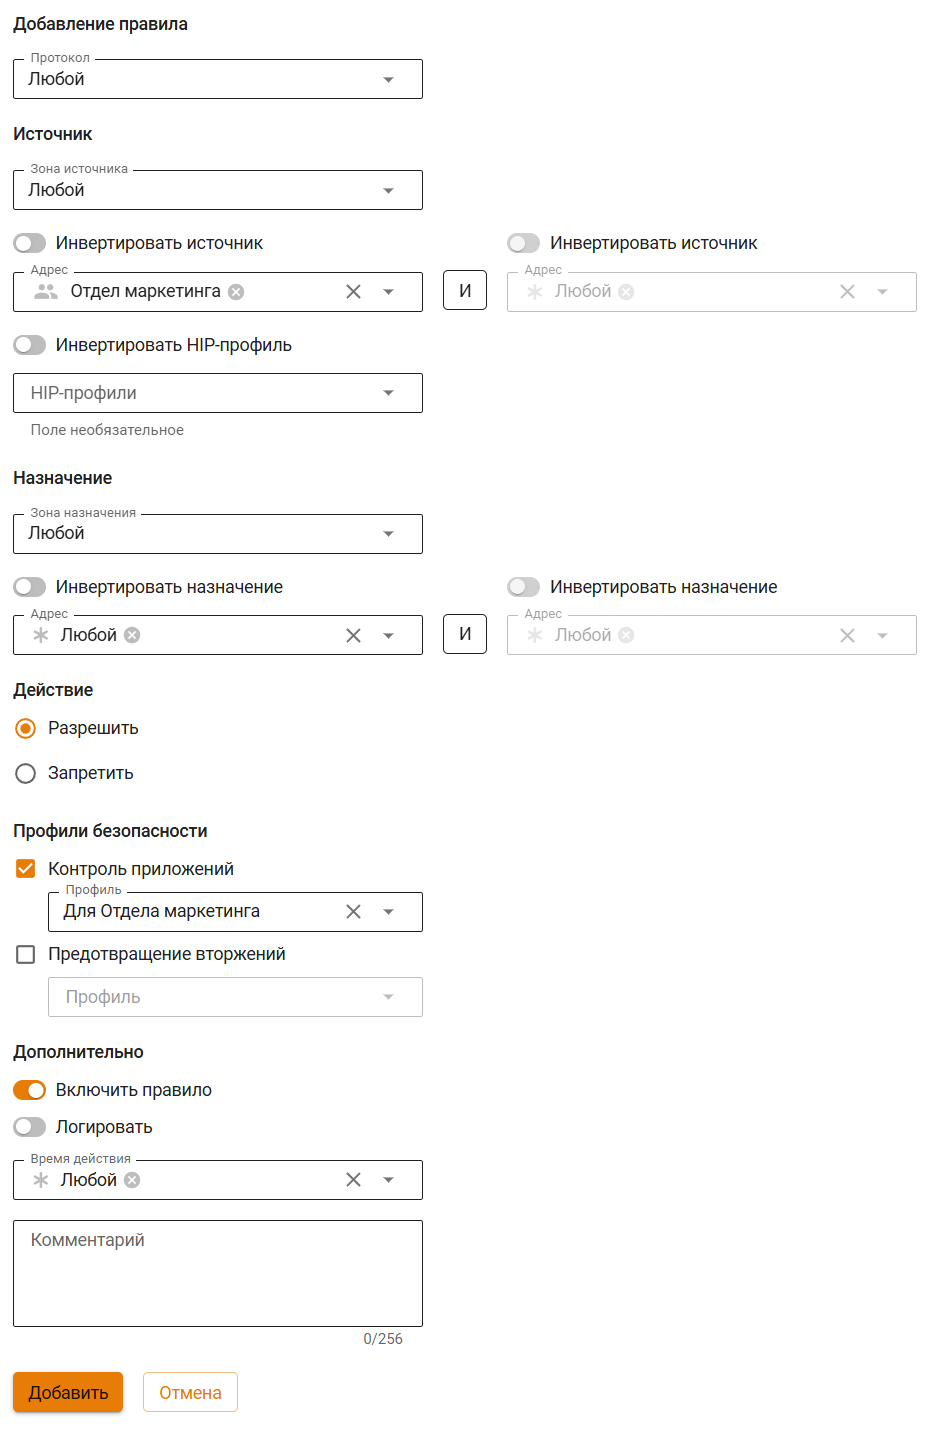 Добавление правила
Протокол
Любой
Источник
Зона источника
Любой
Инвертировать источник
Инвертировать источник
Адрес
Адрес
Отдел маркетинга
И
Любой
Инвертировать HIP-профиль
HIP-профили
Поле необязательное
Назначение
Зона назначения
Любой
Инвертировать назначение
Инвертировать назначение
Адрес
Адрес
Любой
И
Любой
Действие
Разрешить
Запретить
Профили безопасности
Контроль приложений
Профиль
Для Отдела маркетинга
Предотвращение вторжений
Профиль
Дополнительно
Включить правило
Логировать
Время действия
Любой
Комментарий
0/256
Добавить
Отмена